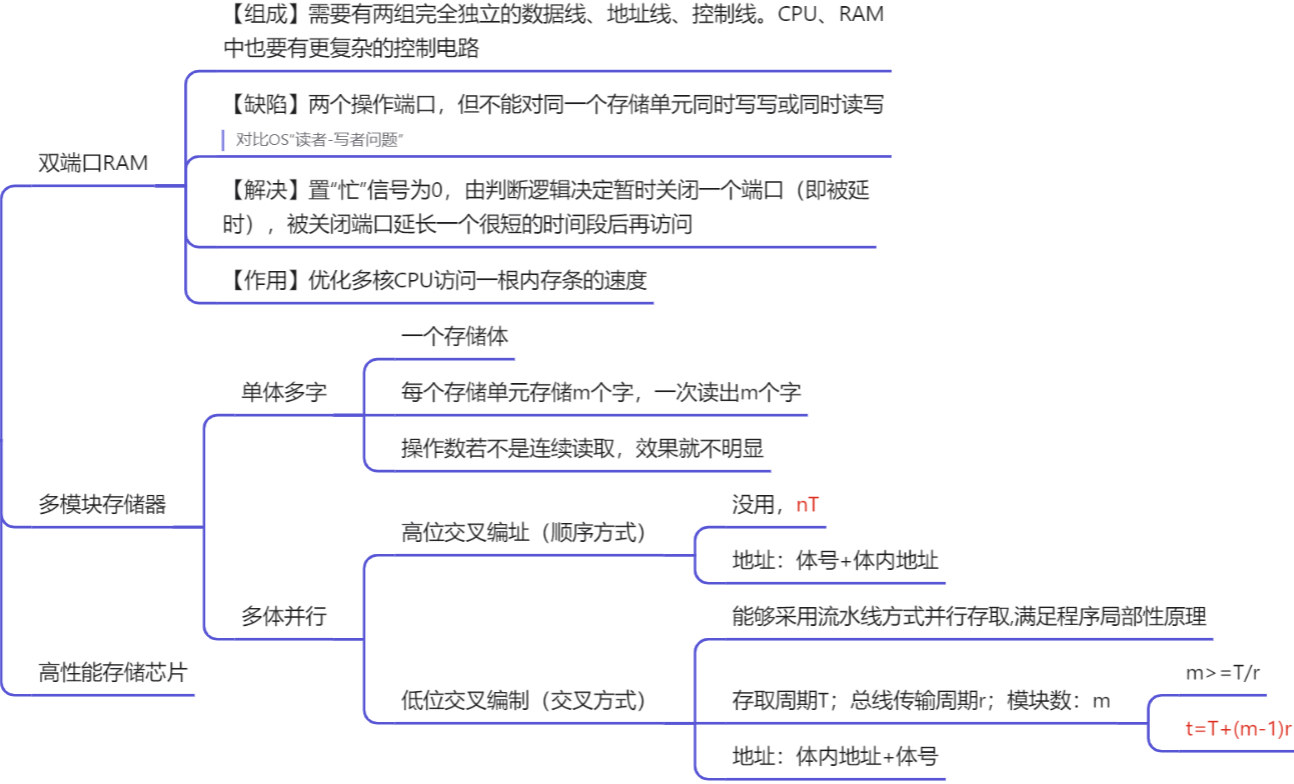 【组成】需要有两组完全独立的数据线、地址线、控制线。CPU、RAM
中也要有更复杂的控制电路
【缺陷】两个操作端口，但不能对同一个存储单元同时写写或同时读写
对比OS“读者-写者问题”
双端口RAM
【解决】置“忙”信号为0，由判断逻辑决定暂时关闭一个端口（即被延
时），被关闭端口延长一个很短的时间段后再访问
【作用】优化多核CPU访问一根内存条的速度
一个存储体
单体多字
每个存储单元存储m个字，一次读出m个字
操作数若不是连续读取，效果就不明显
多模块存储器
没用，nT
高位交叉编址（顺序方式）
地址：体号+体内地址
多体并行
能够采用流水线方式并行存取,满足程序局部性原理
高性能存储芯片
m>=T/r
低位交叉编制（交叉方式）
存取周期T；总线传输周期r；模块数：m
t=T+(m-1)r
地址：体内地址+体号